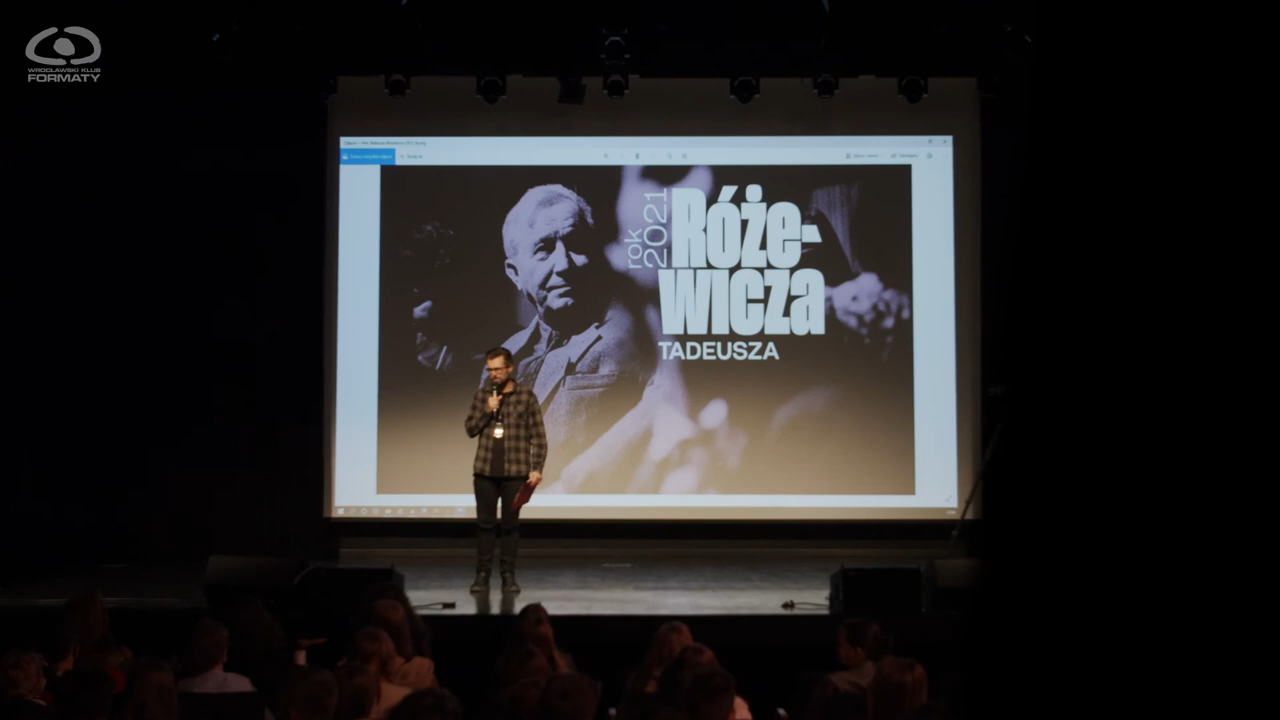 WROCŁAWSKI KLUB
FORMATY
rok
2021
Róże-
wicza
TADEUSZA